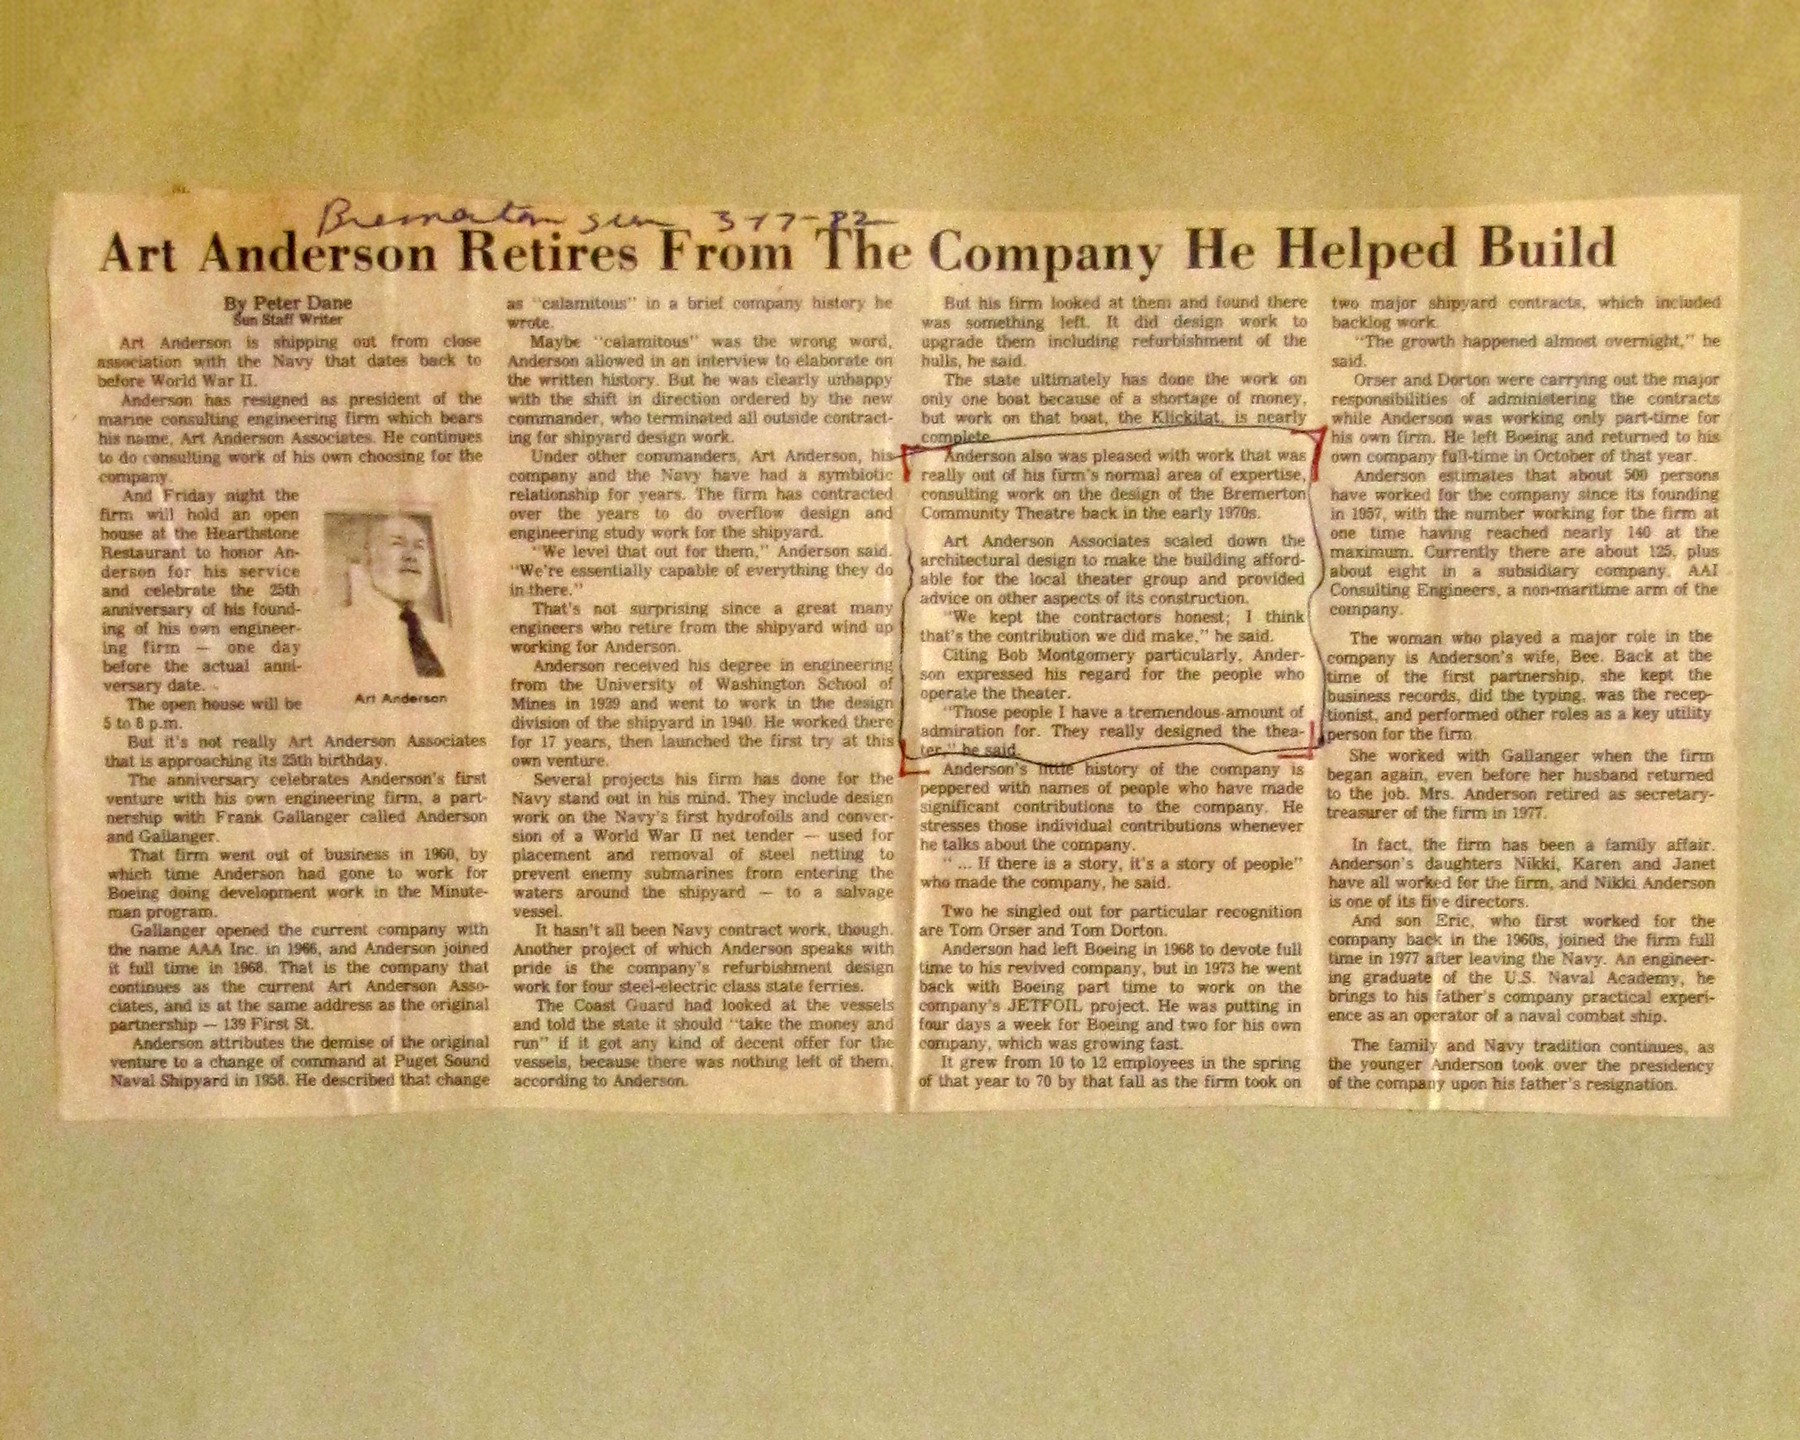 Bremerton Sun 3-17-82
Art Anderson Retires From The Company He Helped Build
By Peter Dane
Sun Staff Writer
Art Anderson is shipping out from close
association with the Navy that dates back to
before World War II.
Anderson has resigned as president of the
marine consulting engineering firm which bears
his name, Art Anderson Associates. He continues
to do consulting work of his own choosing for the
company.
And Friday night the
firm will hold an open
house at the Hearthstone
Restaurant to honor An-
derson for his service
and celebrate the 25th
anniversary of his found-
ing of his own engineer-
ing firm — one day
before the actual anni-
versary date.
The open house will be
5 to 8 p.m.
Art Anderson
But it's not really Art Anderson Associates
that is approaching its 25th birthday.
The anniversary celebrates Anderson's first
venture with his own engineering firm, a part-
nership with Frank Gallanger called Anderson
and Gallanger.
That firm went out of business in 1960, by
which time Anderson had gone to work for
Boeing doing development work in the Minute-
man program.
Gallanger opened the current company with
the name AAA Inc. in 1966, and Anderson joined
it full time in 1968. That is the company that
continues as the current Art Anderson Asso-
ciates, and is at the same address as the original
partnership — 139 First St.
Anderson attributes the demise of the original
venture to a change of command at Puget Sound
Naval Shipyard in 1958. He described that change
as "calamitous" in a brief company history he
wrote.
Maybe "calamitous" was the wrong word,
Anderson allowed in an interview to elaborate on
the written history. But he was clearly unhappy
with the shift in direction ordered by the new
commander, who terminated all outside contract-
ing for shipyard design work.
Under other commanders, Art Anderson, his
company and the Navy have had a symbiotic
relationship for years. The firm has contracted
over the years to do overflow design and
engineering study work for the shipyard.
"We level that out for them," Anderson said.
"We're essentially capable of everything they do
in there."
That's not surprising since a great many
engineers who retire from the shipyard wind up
working for Anderson.
Anderson received his degree in engineering
from the University of Washington School of
Mines in 1939 and went to work in the design
division of the shipyard in 1940. He worked there
for 17 years, then launched the first try at this
own venture.
Several projects his firm has done for the
Navy stand out in his mind. They include design
work on the Navy's first hydrofoils and conver-
sion of a World War II net tender — used for
placement and removal of steel netting to
prevent enemy submarines from entering the
waters around the shipyard — to a salvage
vessel.
It hasn't all been Navy contract work, though.
Another project of which Anderson speaks with
pride is the company's refurbishment design
work for four steel-electric class state ferries.
The Coast Guard had looked at the vessels
and told the state it should "take the money and
run" if it got any kind of decent offer for the
vessels, because there was nothing left of them,
according to Anderson.
But his firm looked at them and found there
was something left. It did design work to
upgrade them including refurbishment of the
hulls, he said.
The state ultimately has done the work on
only one boat because of a shortage of money,
but work on that boat, the Klickitat, is nearly
complete.
Anderson also was pleased with work that was
really out of his firm's normal area of expertise,
consulting work on the design of the Bremerton
Community Theatre back in the early 1970s.
Art Anderson Associates scaled down the
architectural design to make the building afford-
able for the local theater group and provided
advice on other aspects of its construction.
"We kept the contractors honest; I think
that's the contribution we did make," he said.
Citing Bob Montgomery particularly, Ander-
son expressed his regard for the people who
operate the theater.
"Those people I have a tremendous amount of
admiration for. They really designed the thea-
ter," he said.
Anderson's little history of the company is
peppered with names of people who have made
significant contributions to the company. He
stresses those individual contributions whenever
he talks about the company.
" ... If there is a story, it's a story of people"
who made the company, he said.
Two he singled out for particular recognition
are Tom Orser and Tom Dorton.
Anderson had left Boeing in 1968 to devote full
time to his revived company, but in 1973 he went
back with Boeing part time to work on the
company's JETFOIL project. He was putting in
four days a week for Boeing and two for his own
company, which was growing fast.
It grew from 10 to 12 employees in the spring
of that year to 70 by that fall as the firm took on
two major shipyard contracts, which included
backlog work.
"The growth happened almost overnight," he
said.
Orser and Dorton were carrying out the major
responsibilities of administering the contracts
while Anderson was working only part-time for
his own firm. He left Boeing and returned to his
own company full-time in October of that year.
Anderson estimates that about 500 persons
have worked for the company since its founding
in 1957, with the number working for the firm at
one time having reached nearly 140 at the
maximum. Currently there are about 125, plus
about eight in a subsidiary company, AAI
Consulting Engineers, a non-maritime arm of the
company.
The woman who played a major role in the
company is Anderson's wife, Bee. Back at the
time of the first partnership, she kept the
business records, did the typing, was the recep-
tionist, and performed other roles as a key utility
person for the firm.
She worked with Gallanger when the firm
began again, even before her husband returned
to the job. Mrs. Anderson retired as secretary-
treasurer of the firm in 1977.
In fact, the firm has been a family affair.
Anderson's daughters Nikki, Karen and Janet
have all worked for the firm, and Nikki Anderson
is one of its five directors.
And son Eric, who first worked for the
company back in the 1960s, joined the firm full
time in 1977 after leaving the Navy. An engineer-
ing graduate of the U.S. Naval Academy, he
brings to his father's company practical experi-
ence as an operator of a naval combat ship.
The family and Navy tradition continues, as
the younger Anderson took over the presidency
of the company upon his father's resignation.